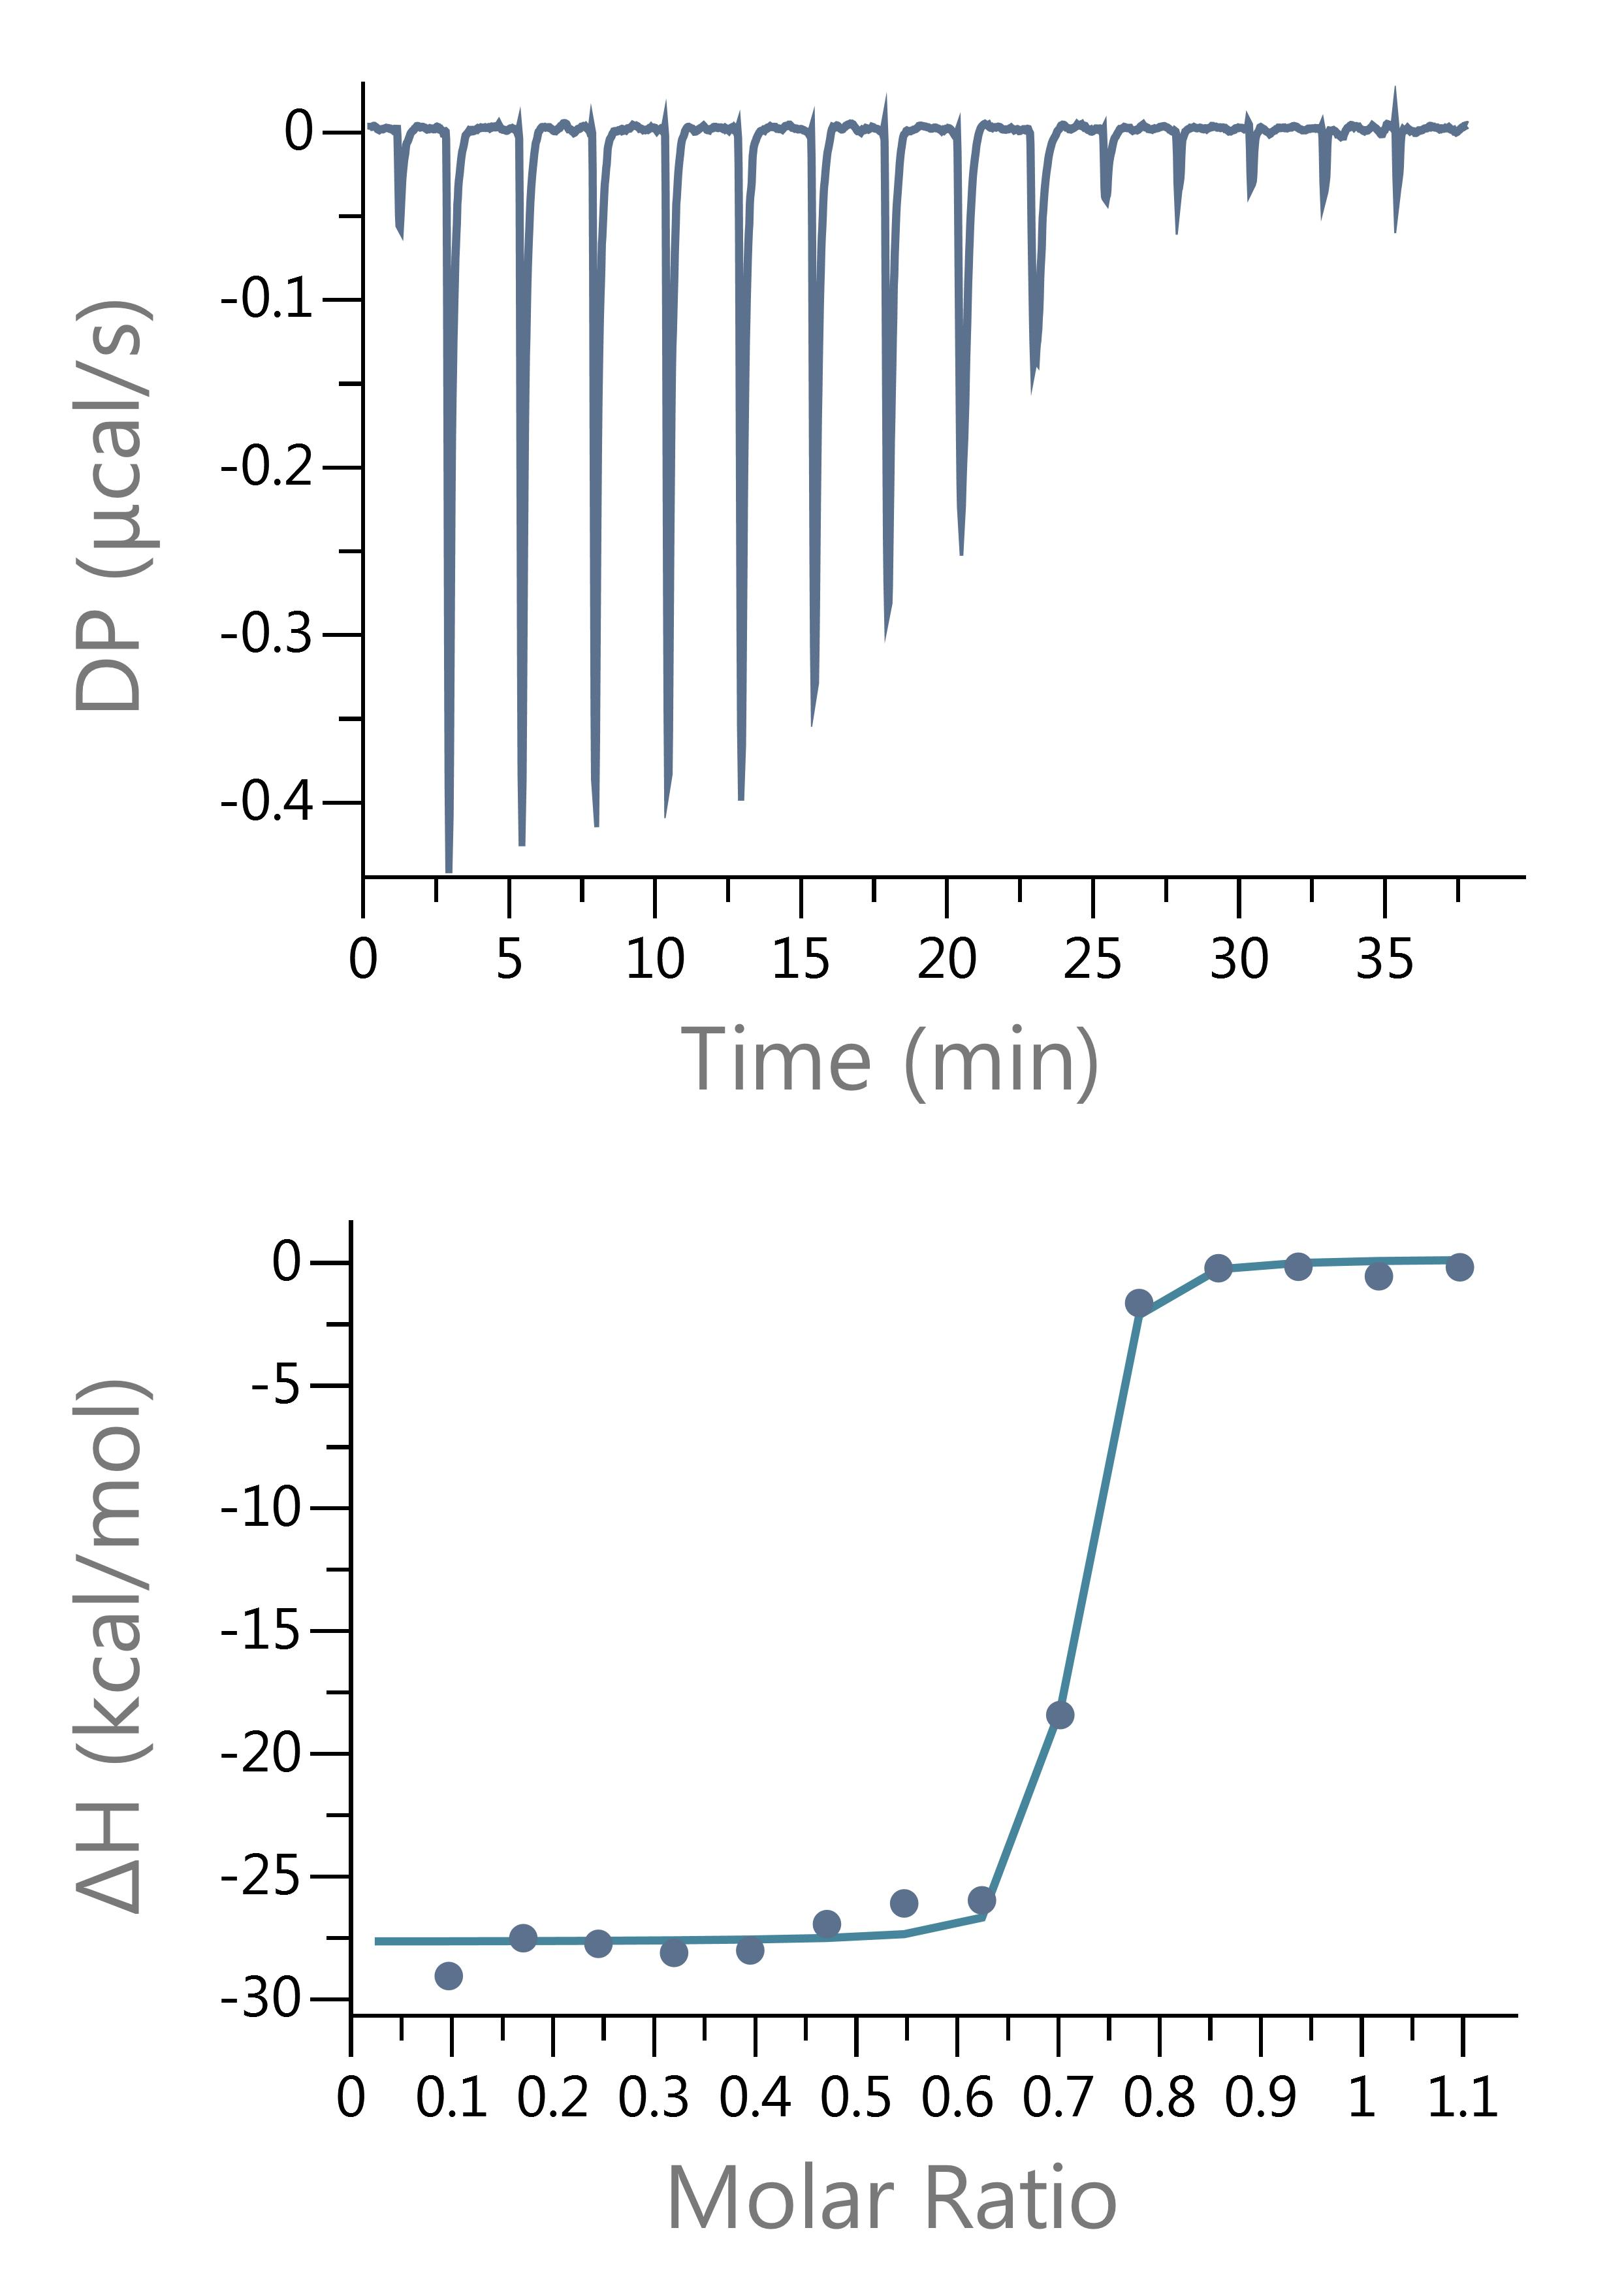 DP (µcal/s)
0
-0.1
-0.2
-0.3
-0.4
0 5 10 15 20 25 30 35
Time (min)
ΔH (kcal/mol)
0
-5
-10
-15
-20
-25
-30
0 0.1 0.2 0.3 0.4 0.5 0.6 0.7 0.8 0.9 1 1.1
Molar Ratio